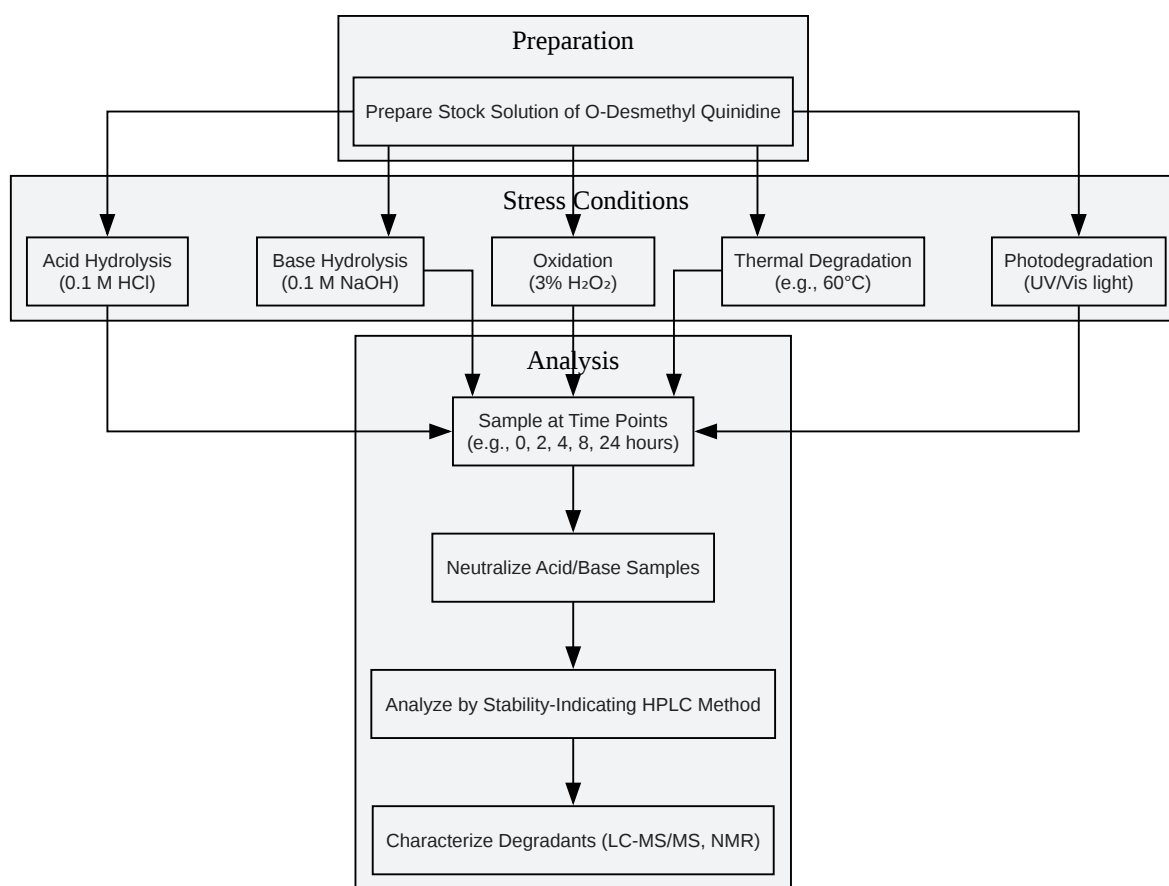 Preparation
Prepare Stock Solution of O-Desmethyl Quinidine
Stress Conditions
Acid Hydrolysis
(0.1 M HCl)
Base Hydrolysis
(0.1 M NaOH)
Oxidation
(3% H₂O₂)
Thermal Degradation
(e.g., 60°C)
Photodegradation
(UV/Vis light)
Analysis
Sample at Time Points
(e.g., 0, 2, 4, 8, 24 hours)
Neutralize Acid/Base Samples
Analyze by Stability-Indicating HPLC Method
Characterize Degradants (LC-MS/MS, NMR)